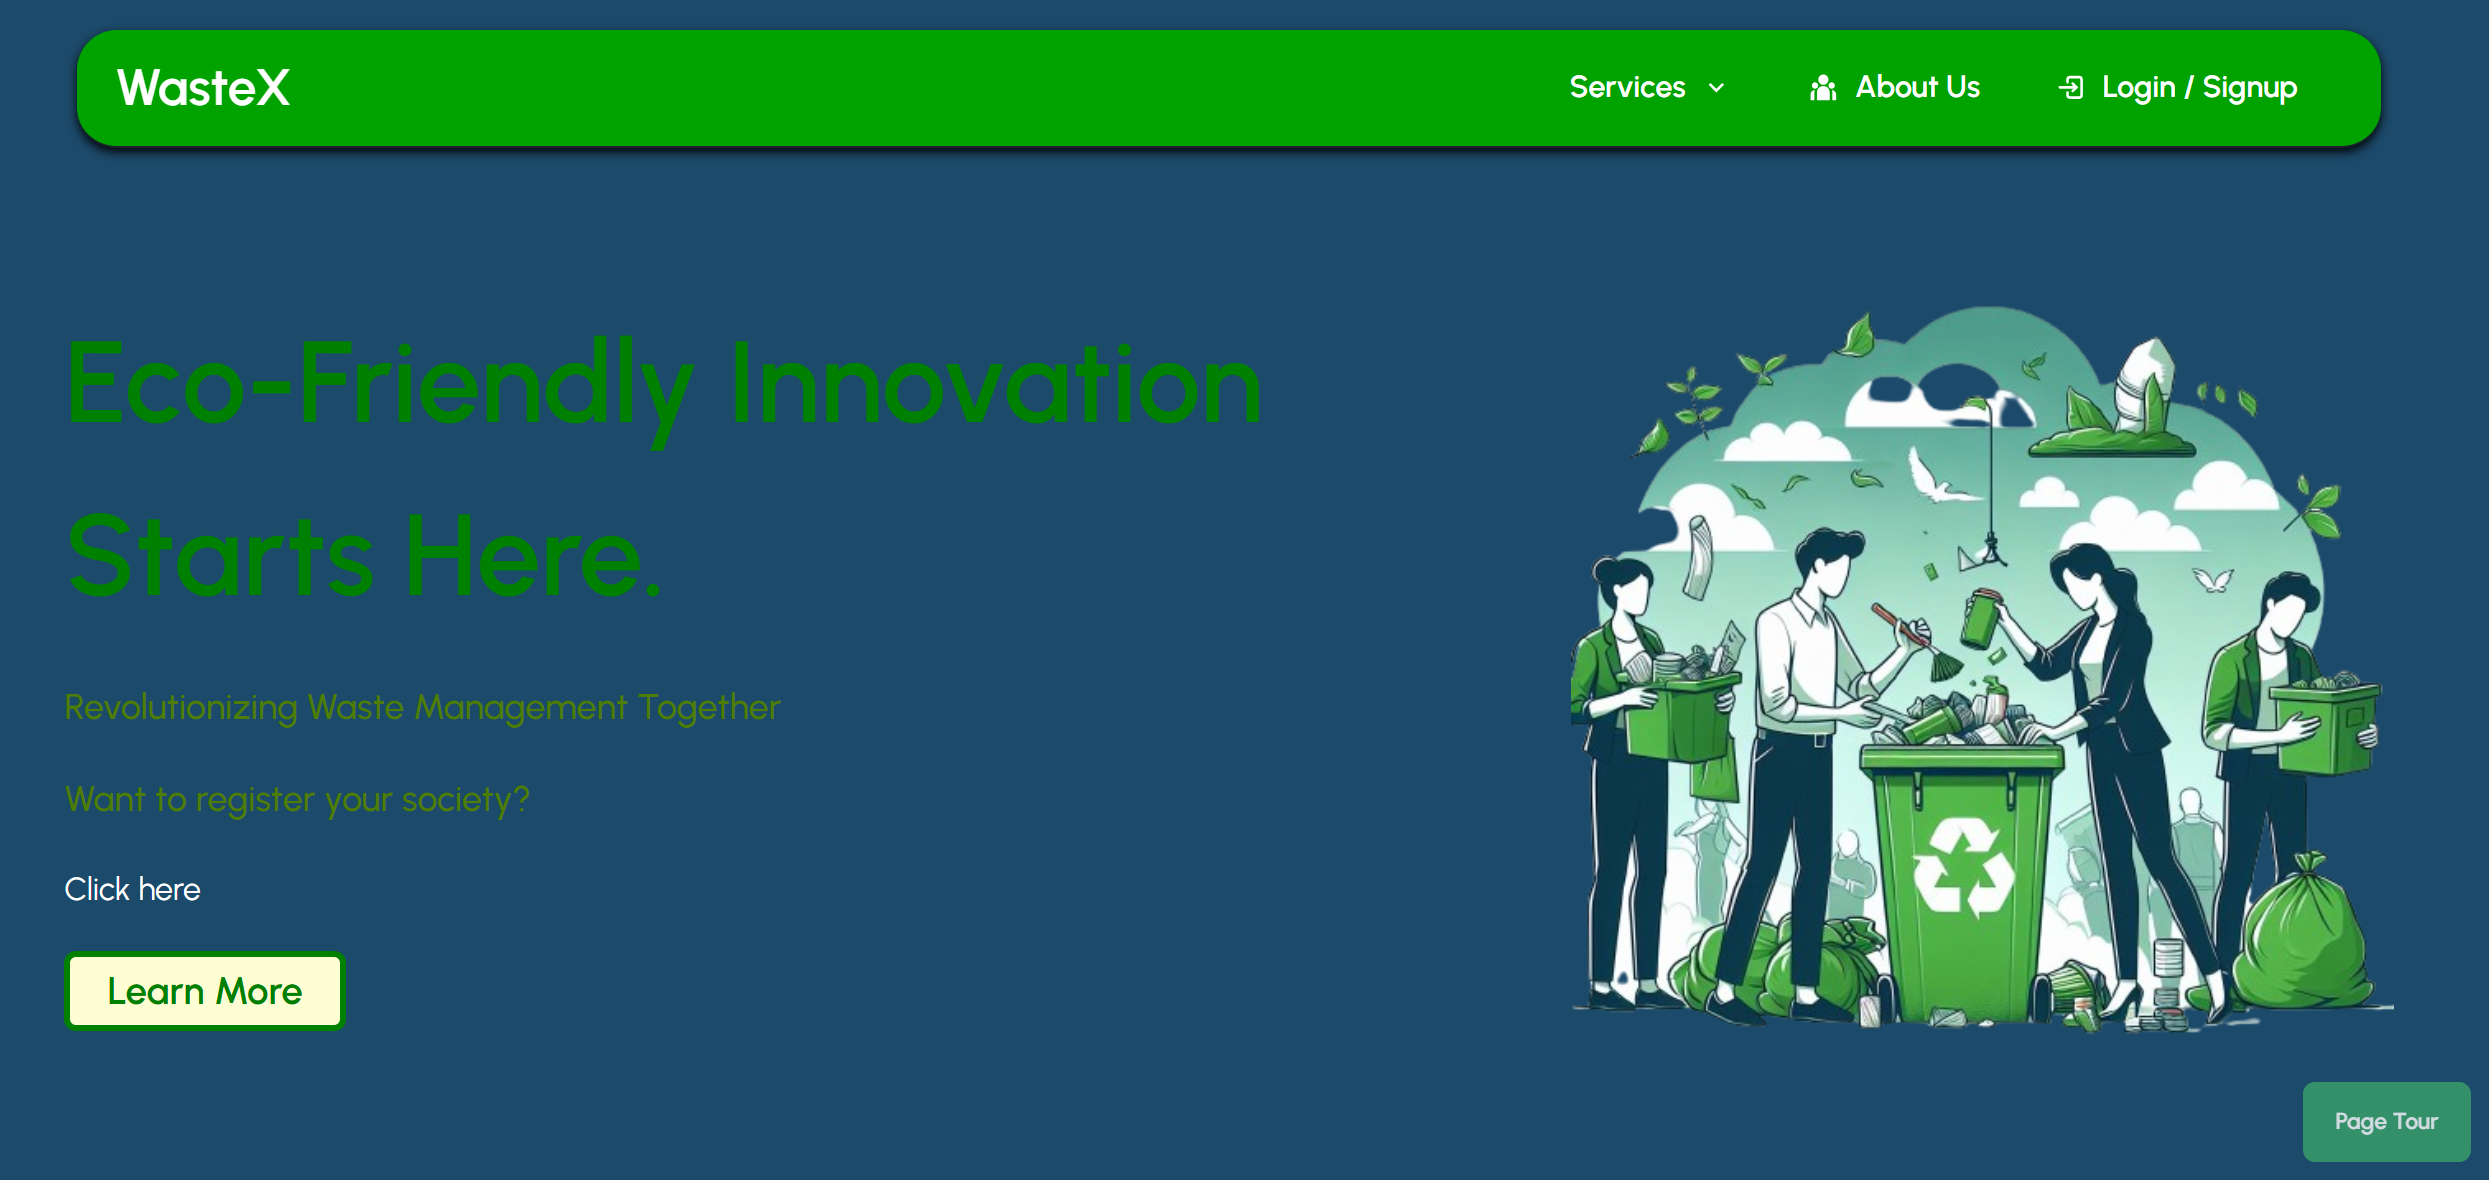 WasteX
Services
About Us
Login / Signup
Eco-Friendly Innovation
Starts Here.
Revolutionizing Waste Management Together
Want to register your society?
Click here
Learn More
Page Tour